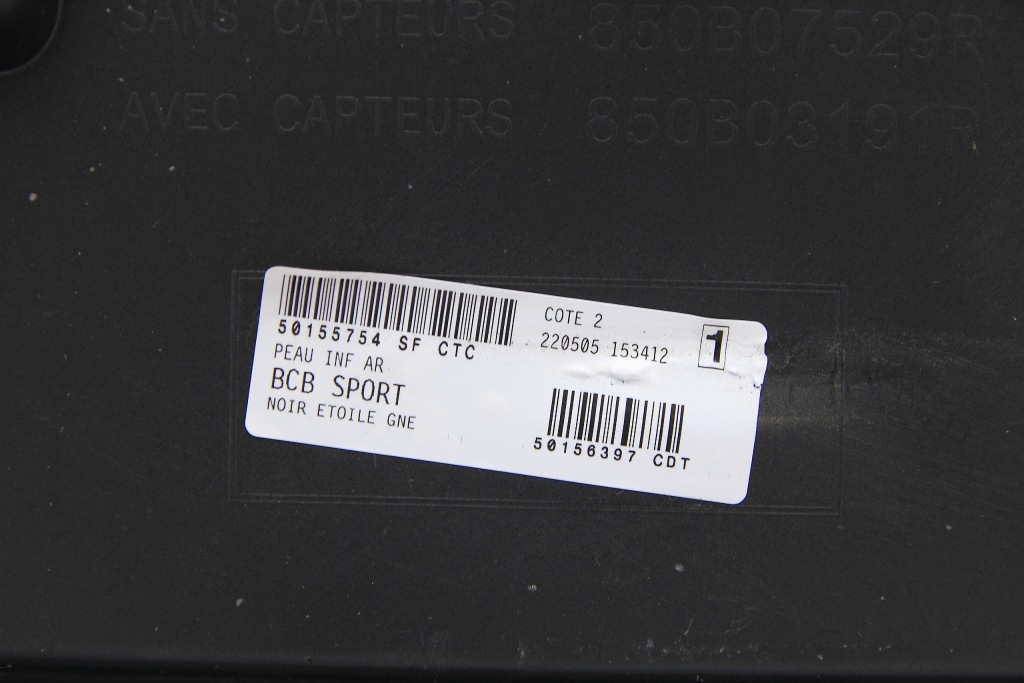 SANS CAPTEURS 850B07529R
AVEC CAPTEURS 850B03191R
50155754 SF CTC
PEAU INF AR
BCB SPORT
NOIR ETOILE GNE
COTE 2
220505 153412
1
50156397 CDT